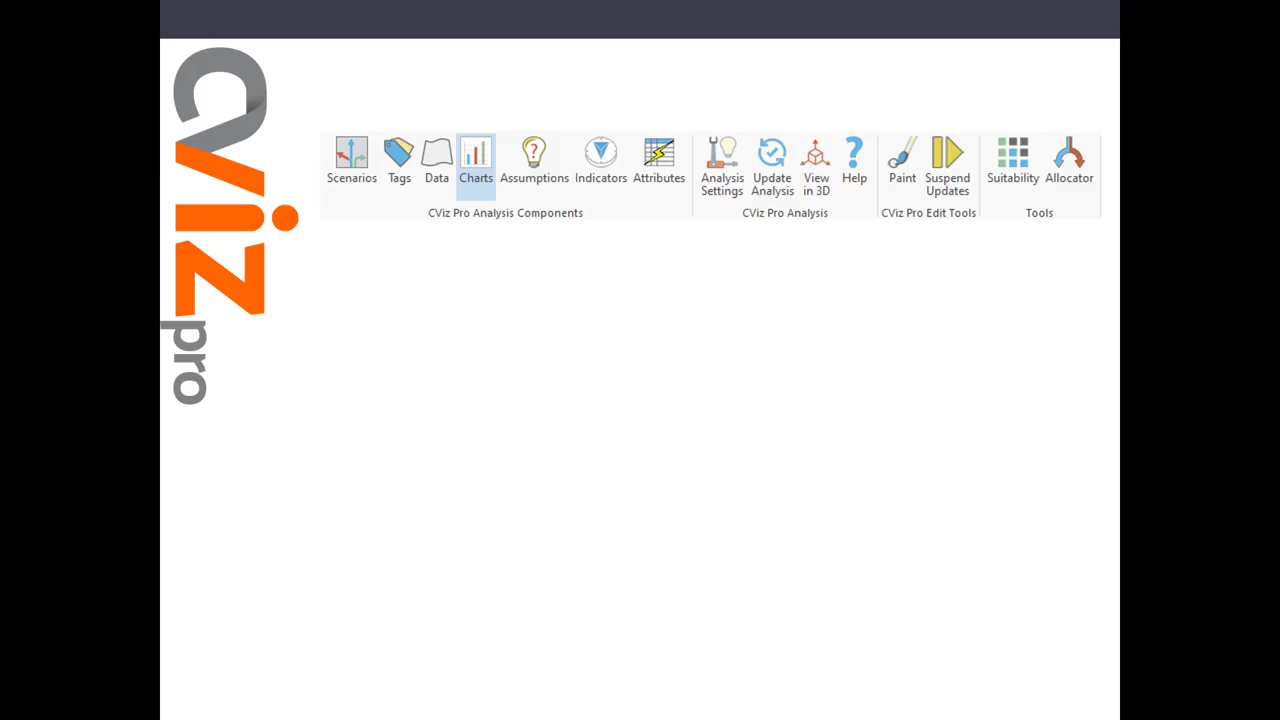 CViz
pro
Scenarios Tags Data Charts Assumptions Indicators Attributes Analysis Settings Update Analysis View in 3D Help Paint Suspend Updates Suitability Allocator
CViz Pro Analysis Components CViz Pro Analysis CViz Pro Edit Tools Tools